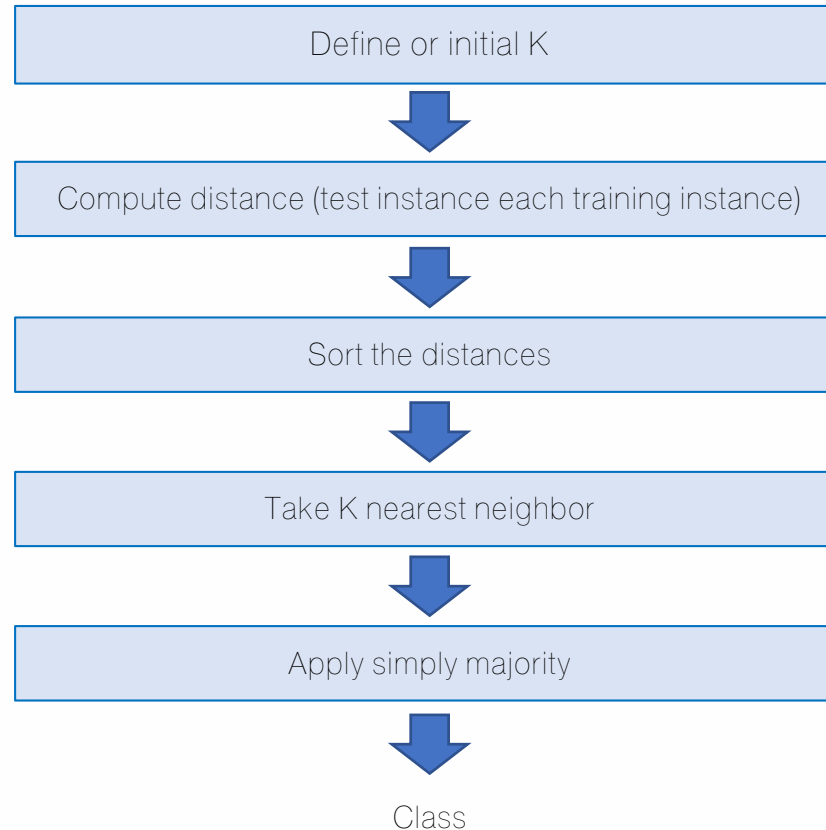 Define or initial K
Compute distance (test instance each training instance)
Sort the distances
Take K nearest neighbor
Apply simply majority
Class